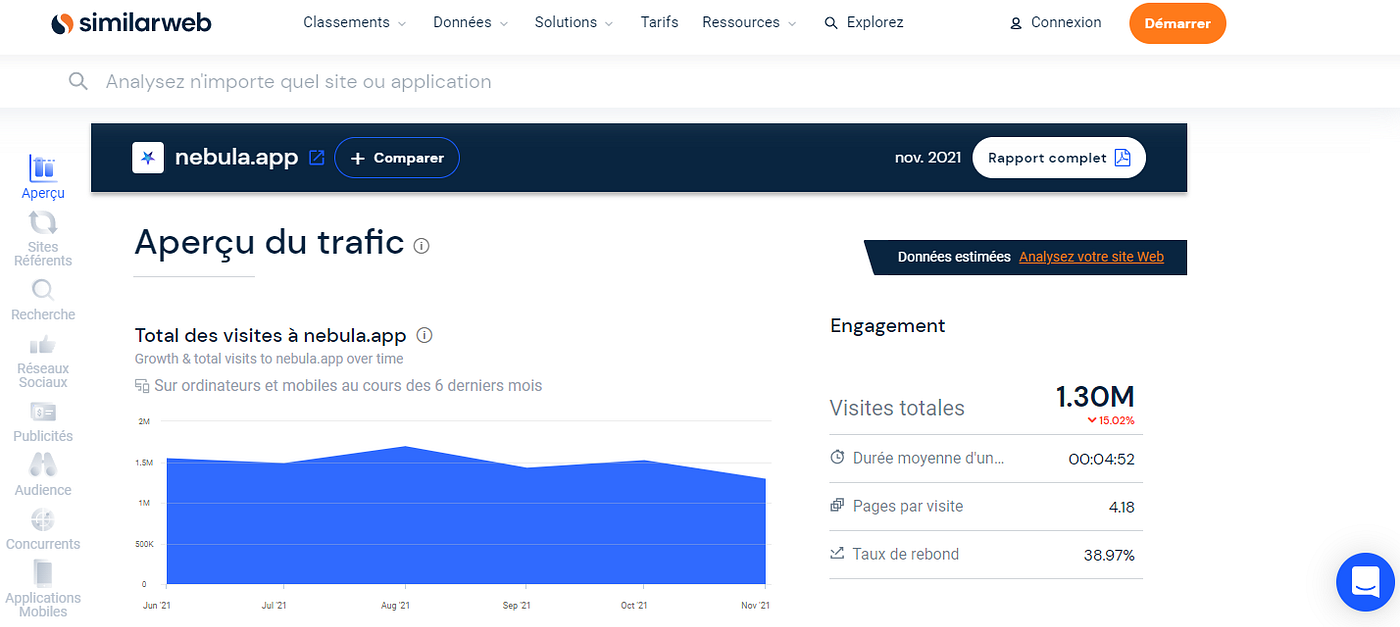 similarweb
Classements Données Solutions Tarifs Ressources Explorez Connexion Démarrer
Analysez n'importe quel site ou application
nebula.app + Comparer nov. 2021 Rapport complet
Aperçu
Sites
Référents
Recherche
Réseaux
Sociaux
Publicités
Audience
Concurrents
Applications
Mobiles
Aperçu du trafic
Données estimées Analysez votre site Web
Total des visites à nebula.app
Growth & total visits to nebula.app over time
Sur ordinateurs et mobiles au cours des 6 derniers mois
2M
1.5M
1M
500K
0
Jun '21 Jul '21 Aug '21 Sep '21 Oct '21 Nov '21
Engagement
Visites totales 1.30M
15.02%
Durée moyenne d'un... 00:04:52
Pages par visite 4.18
Taux de rebond 38.97%